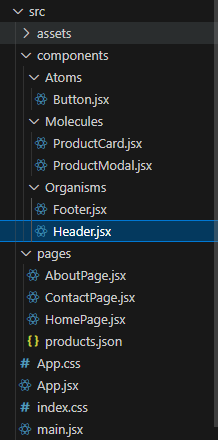 src
assets
components
Atoms
Button.jsx
Molecules
ProductCard.jsx
ProductModal.jsx
Organisms
Footer.jsx
Header.jsx
pages
AboutPage.jsx
ContactPage.jsx
HomePage.jsx
{} products.json
# App.css
App.jsx
# index.css
main.jsx